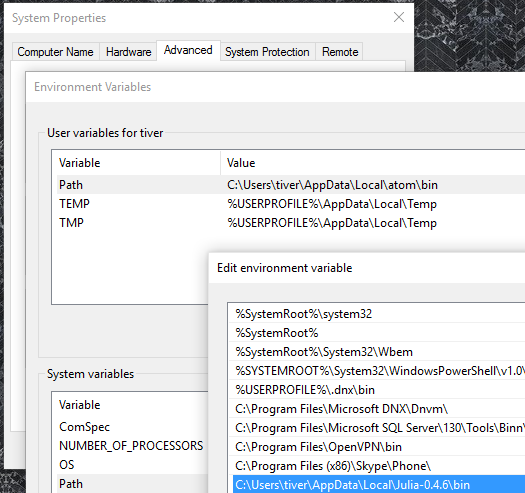 System Properties
Computer Name Hardware Advanced System Protection Remote
Environment Variables
User variables for tiver
Variable Value
Path C:\Users\tiver\AppData\Local\atom\bin
TEMP %USERPROFILE%\AppData\Local\Temp
TMP %USERPROFILE%\AppData\Local\Temp
Edit environment variable
%SystemRoot%\system32
%SystemRoot%
%SystemRoot%\System32\Wbem
%SYSTEMROOT%\System32\WindowsPowerShell\v1.0\
%USERPROFILE%\.dnx\bin
C:\Program Files\Microsoft DNX\Dnvm\
C:\Program Files\Microsoft SQL Server\130\Tools\Binn\
C:\Program Files\OpenVPN\bin
C:\Program Files (x86)\Skype\Phone\
C:\Users\tiver\AppData\Local\Julia-0.4.6\bin
System variables
Variable
ComSpec
NUMBER_OF_PROCESSORS
OS
Path